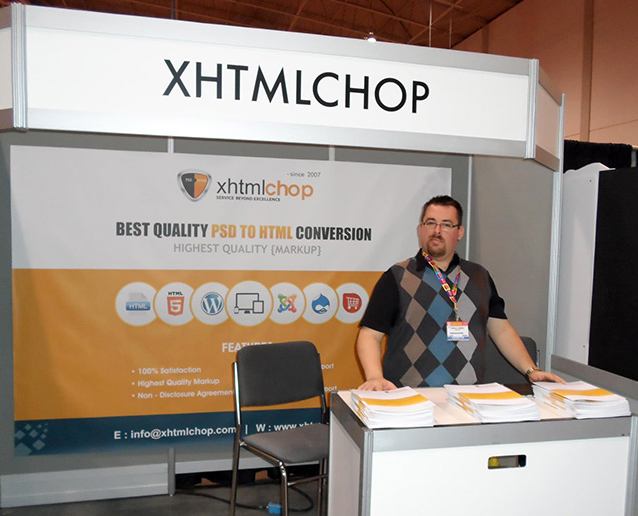 XHTMLCHOP
- since 2007
xhtmlchop
SERVICE BEYOND EXCELLENCE
BEST QUALITY PSD TO HTML CONVERSION
HIGHEST QUALITY {MARKUP}
HTML
HTML
5
• 100% Satisfaction
• Highest Quality Markup
• Non - Disclosure Agreement
E : info@xhtmlchop.com | W : www.